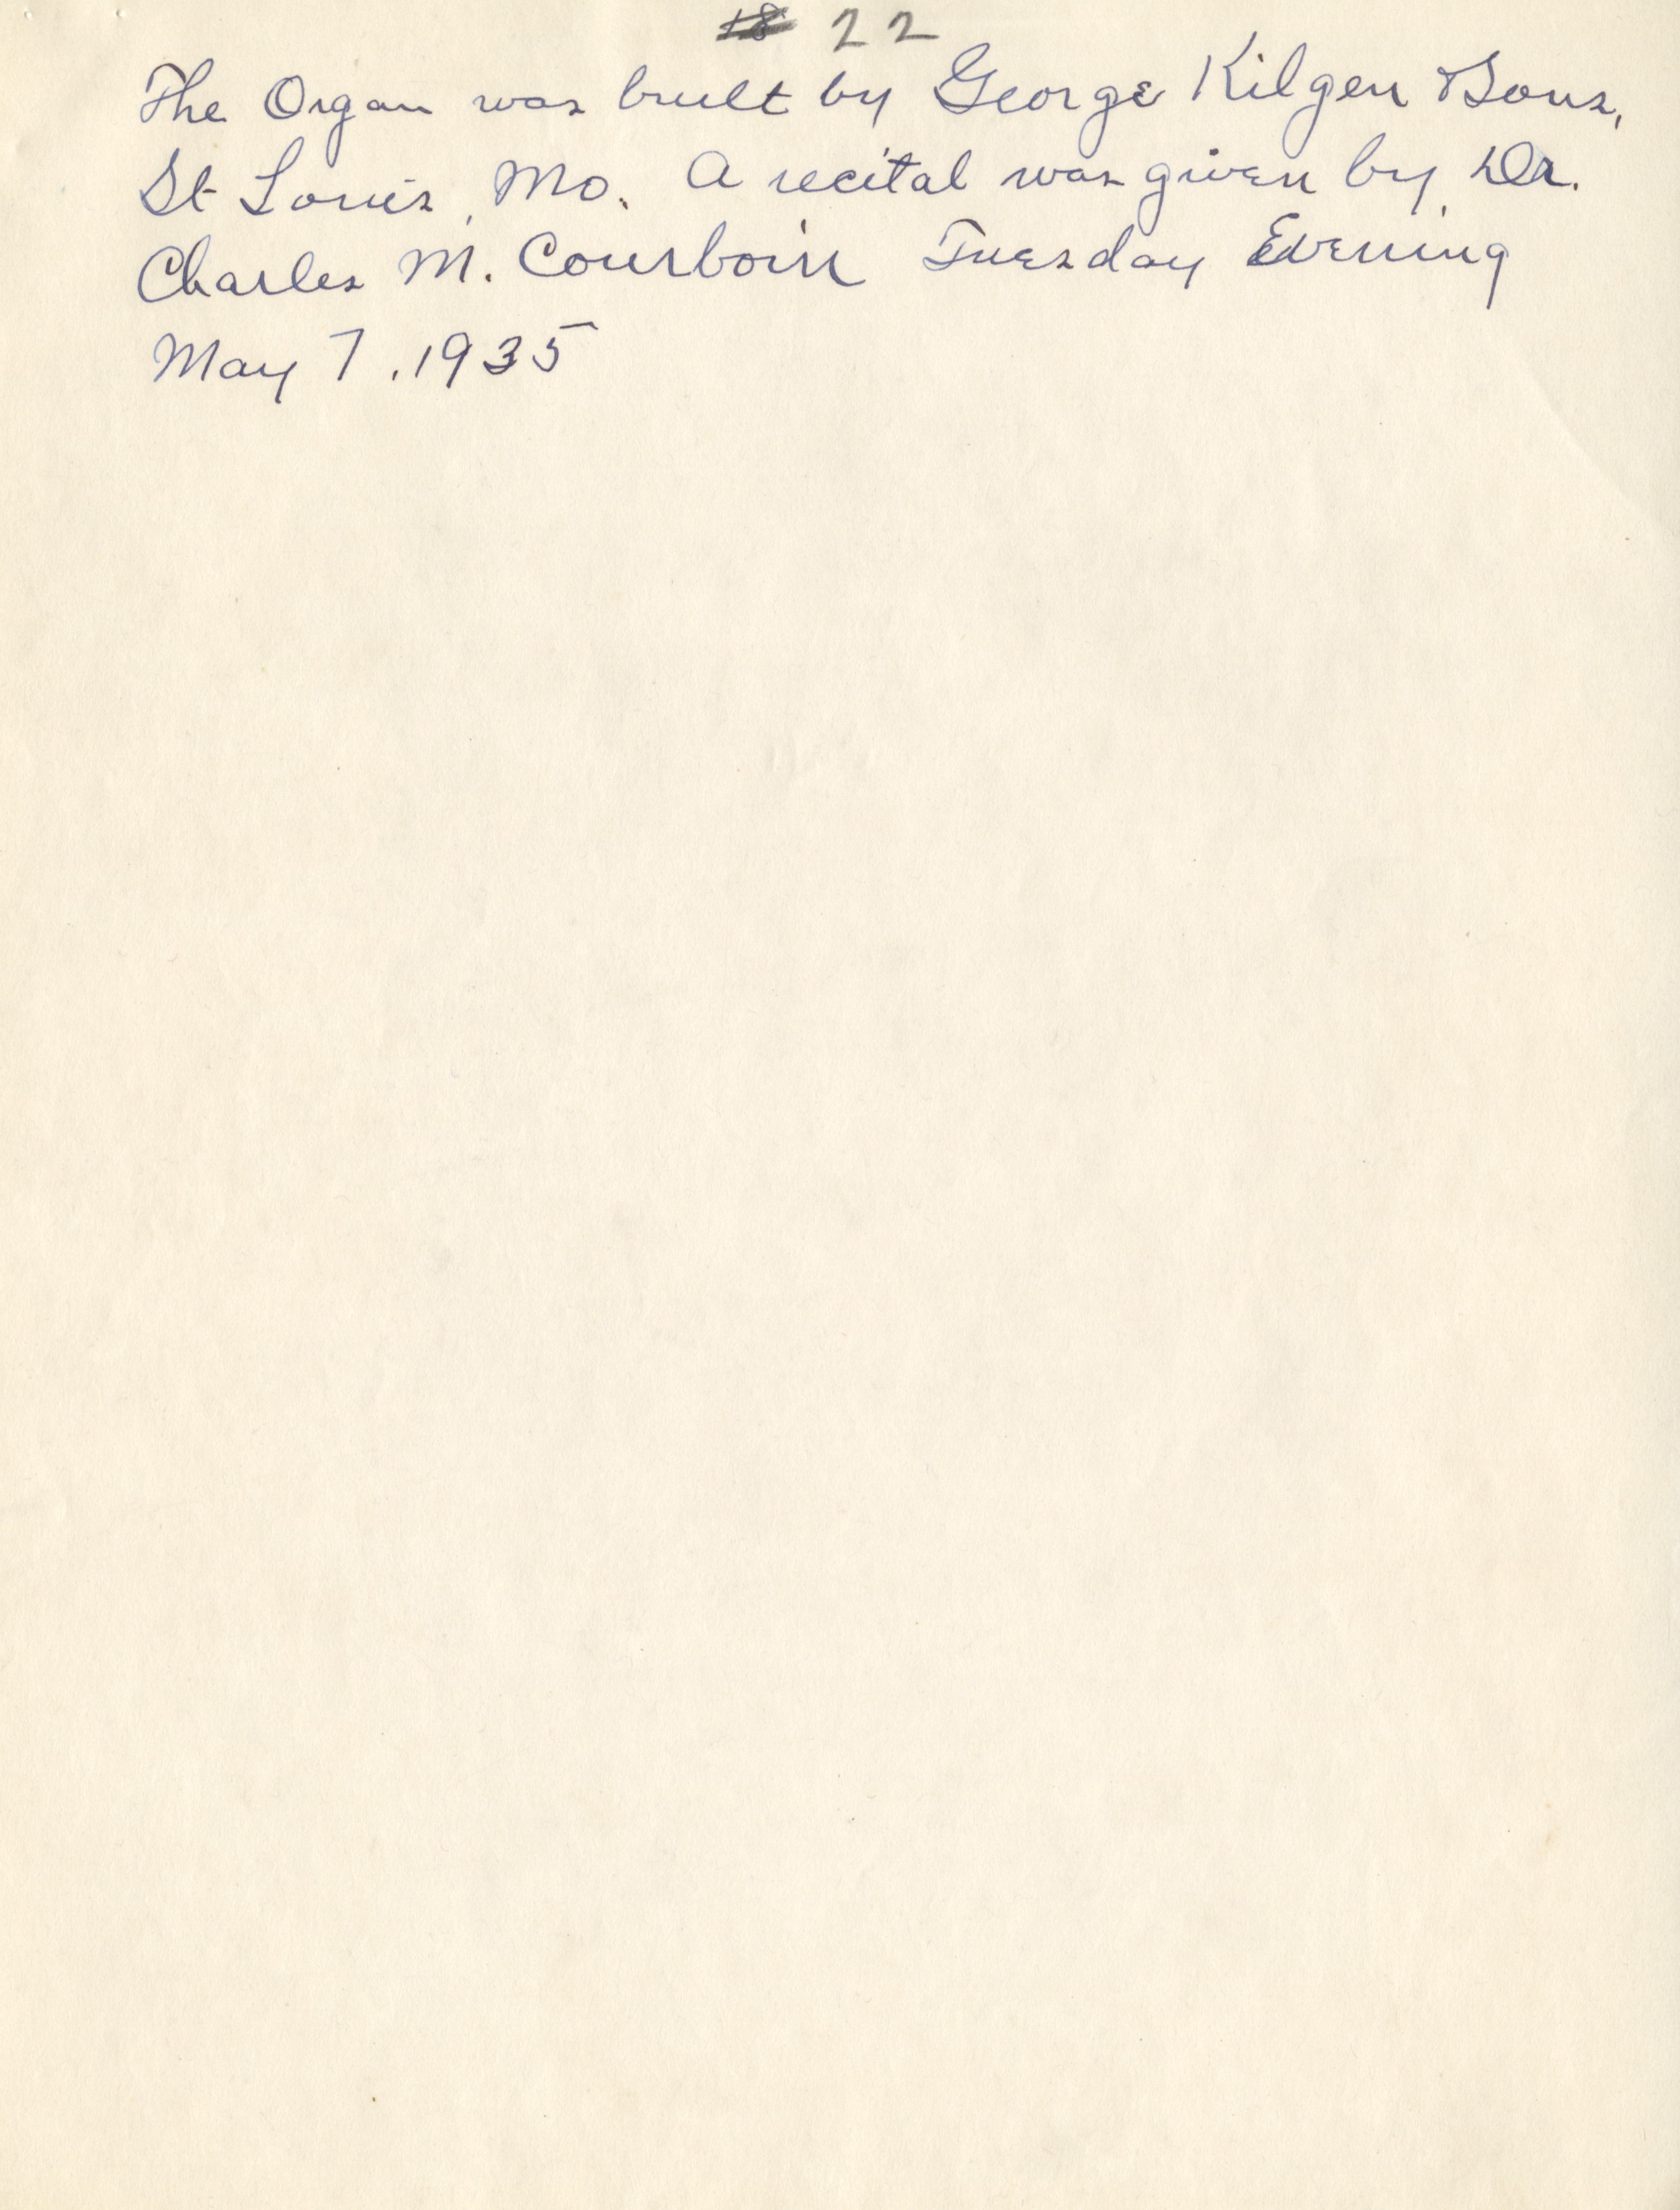 18 22
The Organ was built by George Kilgen & Sons,
St Louis, Mo. A recital was given by Dr.
Charles M. Courboin Tuesday Evening
May 7, 1935